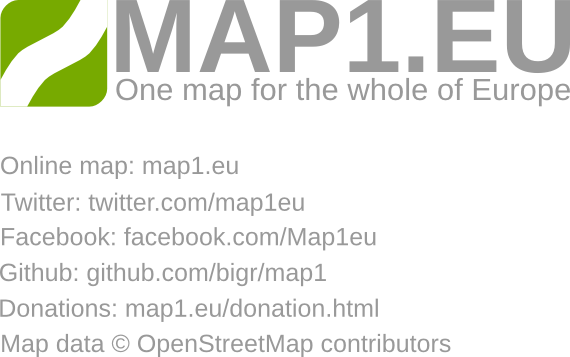 MAP1.EU
One map for the whole of Europe
Online map: map1.eu
Twitter: twitter.com/map1eu
Facebook: facebook.com/Map1eu
Github: github.com/bigr/map1
Donations: map1.eu/donation.html
Map data © OpenStreetMap contributors